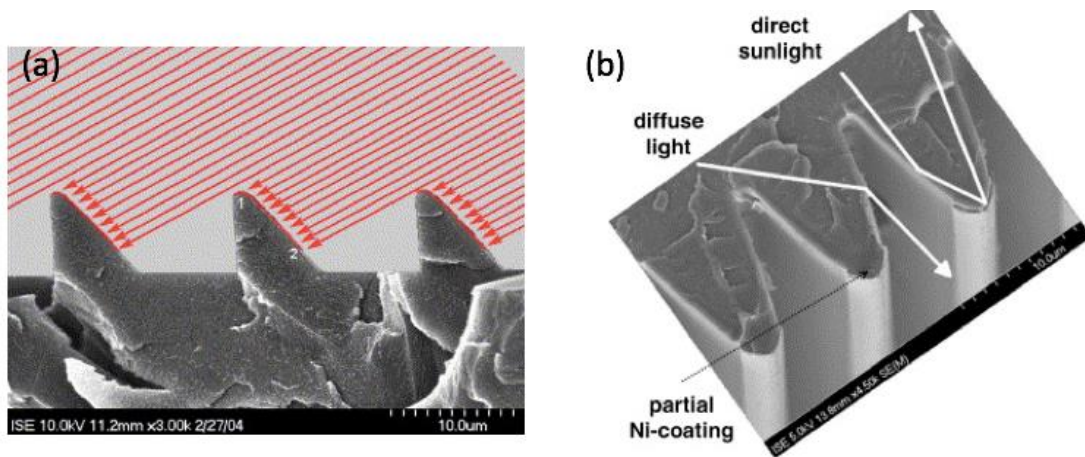 (a)
1
2
ISE 10.0kV 11.2mm x3.00k 2/27/04
10.0um
(b)
direct
sunlight
diffuse
light
partial
Ni-coating
ISE 5.0kV 13.8mm x4.50k SE(M)
10.0um